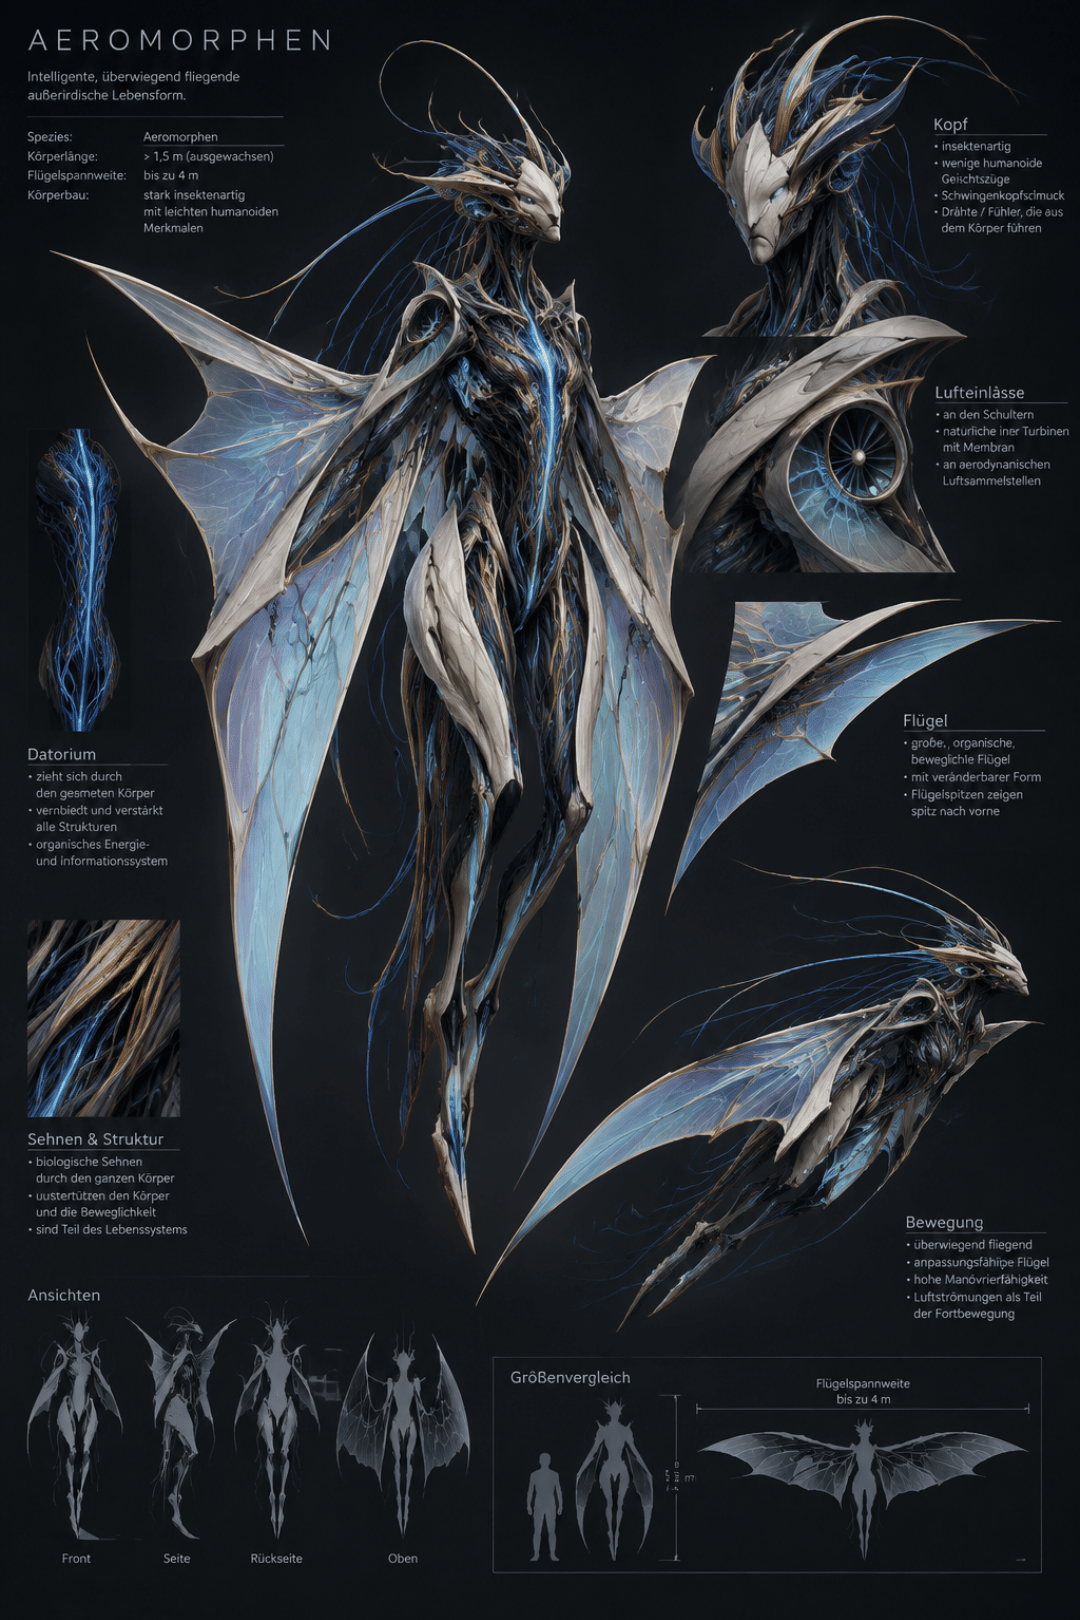 AEROMORPHEN
Intelligente, überwiegend fliegende
außerirdische Lebensform.
Spezies: Aeromorphen
Körperlänge: > 1,5 m (ausgewachsen)
Flügelspannweite: bis zu 4 m
Körperbau: stark insektenartig
mit leichten humanoiden
Merkmalen
Kopf
• insektenartig
• wenige humanoide
Geichtszüge
• Schwingenkopfsclmuck
• Drähte / Fühler, die aus
dem Körper führen
Lufteinlässe
• an den Schultern
• natürliche iner Turbinen
mit Membran
• an aerodynanischen
Luftsammelstellen
Flügel
• große,, organische,
beweglichle Flügel
• mit veränderbarer Form
• Flügelspitzen zeigen
spitz nach vorne
Datorium
• zieht sich durch
den gesmeten Körper
• vernbiedt und verstärkt
alle Strukturen
• organisches Energie-
und informationssystem
Sehnen & Struktur
• biologische Sehnen
durch den ganzen Körper
• uustertützen den Körper
und die Beweglichkeit
• sind Teil des Lebenssystems
Bewegung
• überwiegend fliegend
• anpassungsfähipe Flügel
• hohe Manövrierfähigkeit
• Luftströmungen als Teil
der Fortbewegung
Ansichten
Front
Seite
Rückseite
Oben
Größenvergleich
m
Flügelspannweite
bis zu 4 m